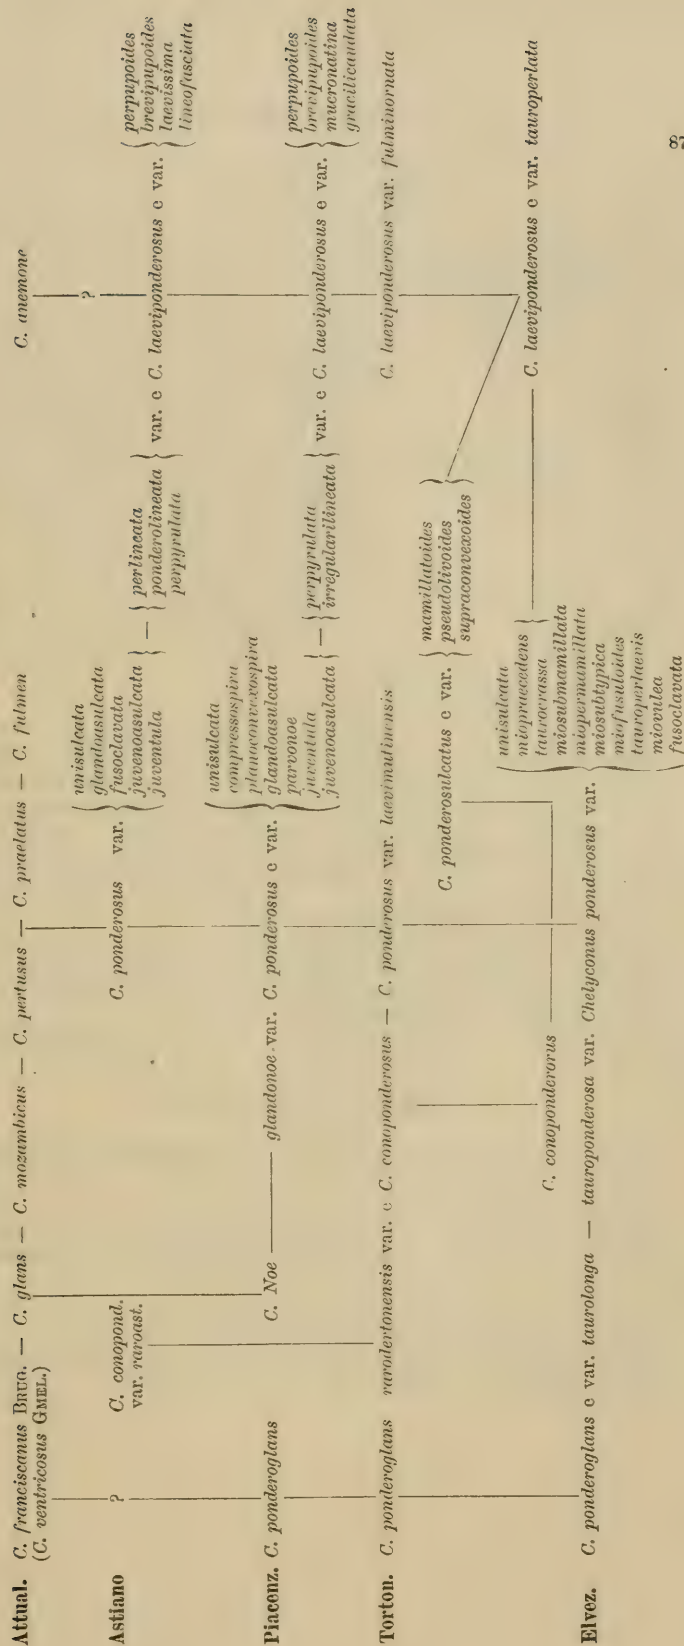 87
Attual. C. franciscanus BRUG. — C. glans — C. mozambicus — C. pertusus — C. praelatus — C. fulmen C. anemone
(C. ventricosus GMEL.)
?
?
unisulcata
glandoasulcata
fusoclavata
juvenoasulcata
juventula
perlineata
ponderolineata
perpyrulata
perpupoides
brevipupoides
laevissima
lineofasciata
Astiano C. conopond. C. ponderosus var. { } — { } var. e C. laeviponderosus e var. {
var. raroast.
unisulcata
compressospira
planoconvexospira
glandoasulcata
parvonoe
juventula
juvenoasulcata
perpyrulata
irregularilineata
perpupoides
brevipupoides
mucronatina
gracilicaudata
Piacenz. C. ponderoglans C. Noe — glandonoe var. C. ponderosus e var. { } — { } var. e C. laeviponderosus e var. {
Torton. C. ponderoglans rarodertonensis var. e C. conoponderosus — C. ponderosus var. laevimutinensis C. laeviponderosus var. fulminornata
C. ponderosulcatus e var. { mamillatoides
pseudolivoides
supraconvexoides }
C. conoponderorus
C. laeviponderosus e var. tauroperlata
unisulcata
miopraecedens
taurocrassa
miosubmamillata
miopermamillata
miosubtypica
miofusuloides
tauroperlaevis
miovulea
fusoclavata
Elvez. C. ponderoglans e var. taurolonga — tauroponderosa var. Chelyconus ponderosus var. {